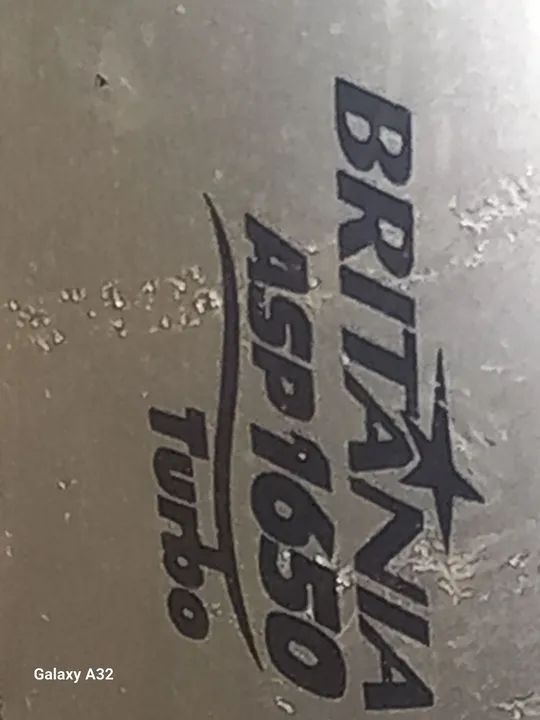 BRITANIA
ASP1650
Turbo
Galaxy A32